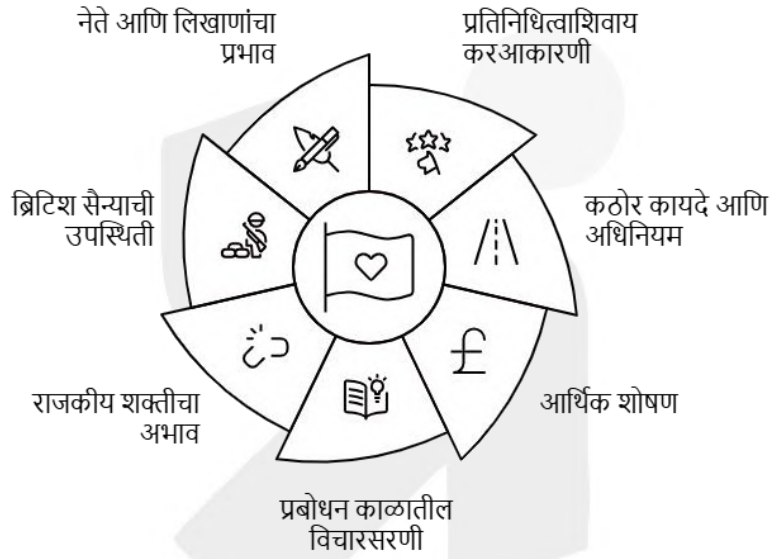 नेते आणि लिखाणांचा
प्रभाव
प्रतिनिधित्वाशिवाय
करआकारणी
ब्रिटिश सैन्याची
उपस्थिती
कठोर कायदे आणि
अधिनियम
राजकीय शक्तीचा
अभाव
आर्थिक शोषण
प्रबोधन काळातील
विचारसरणी